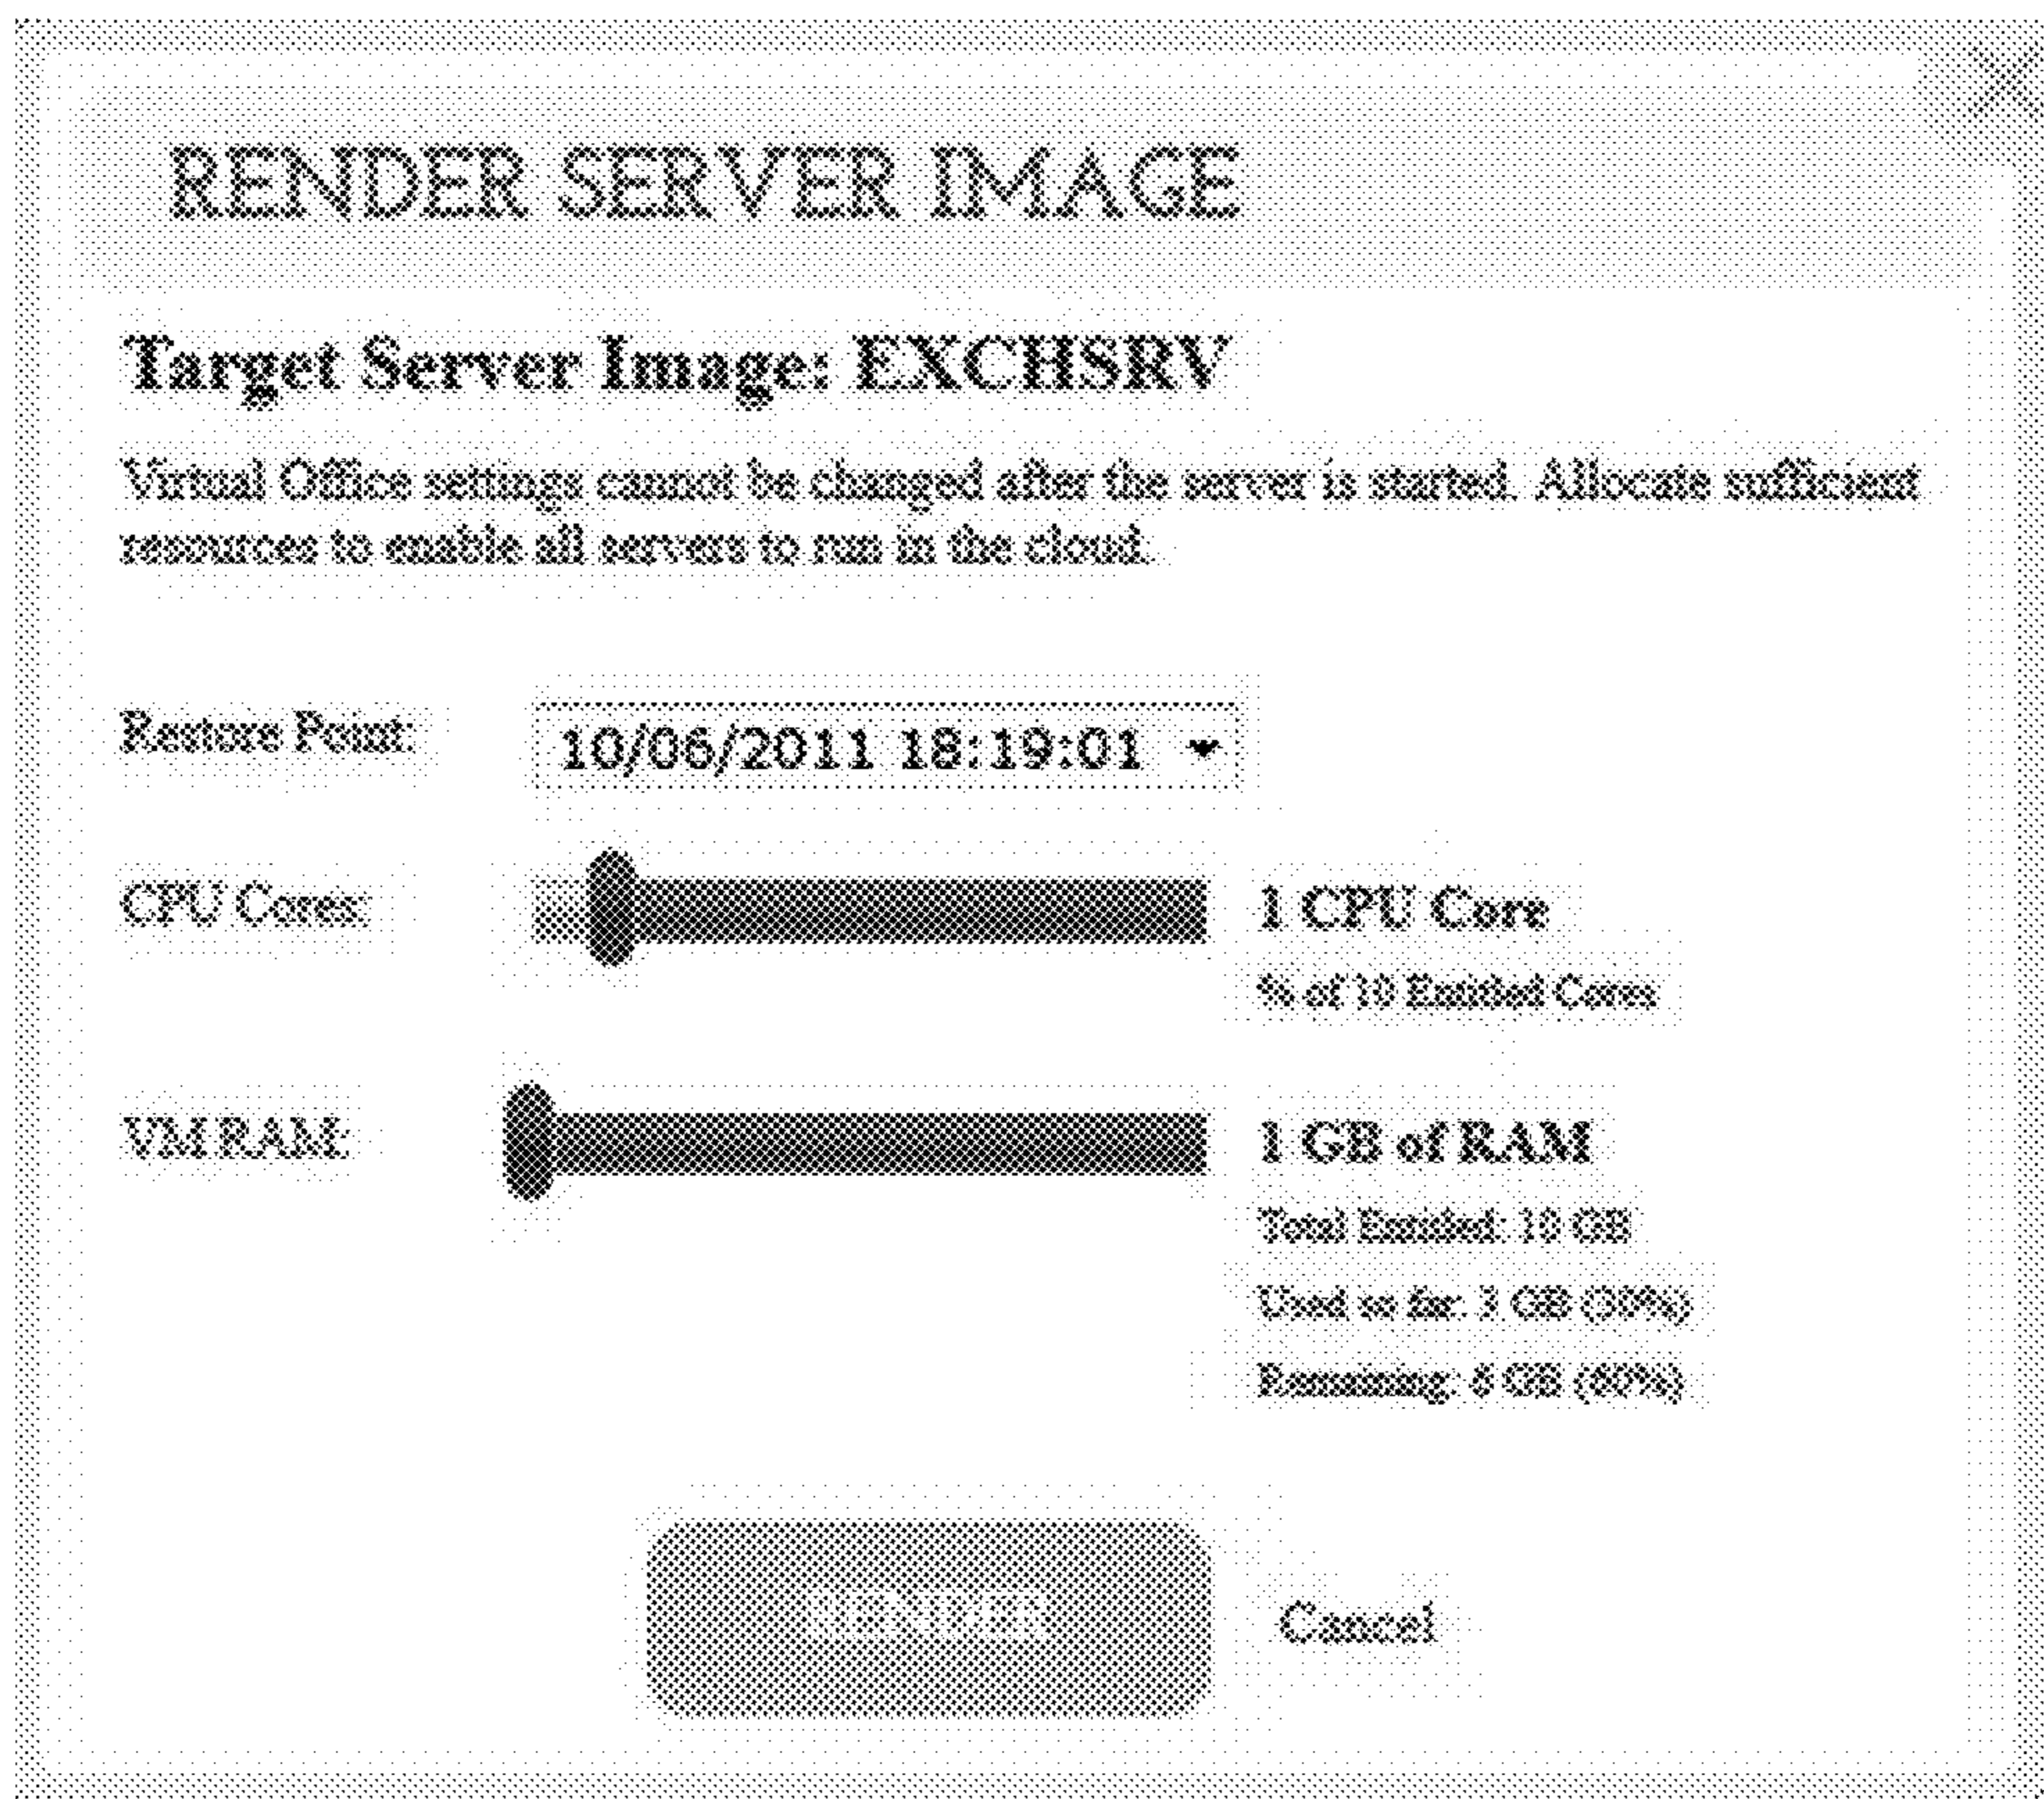 RENDER SERVER IMAGE
Target Server Image: EXCHSRV
Virtual Office settings cannot be changed after the server is started. Allocate sufficient
resources to enable all servers to run in the cloud.
Restore Point:
10/06/2011 18:19:01
CPU Cores:
1 CPU Core
% of 10 Entitled Cores
VM RAM:
1 GB of RAM
Total Entitled: 10 GB
Used so far: GB
Remaining: GB
RENDER
Cancel